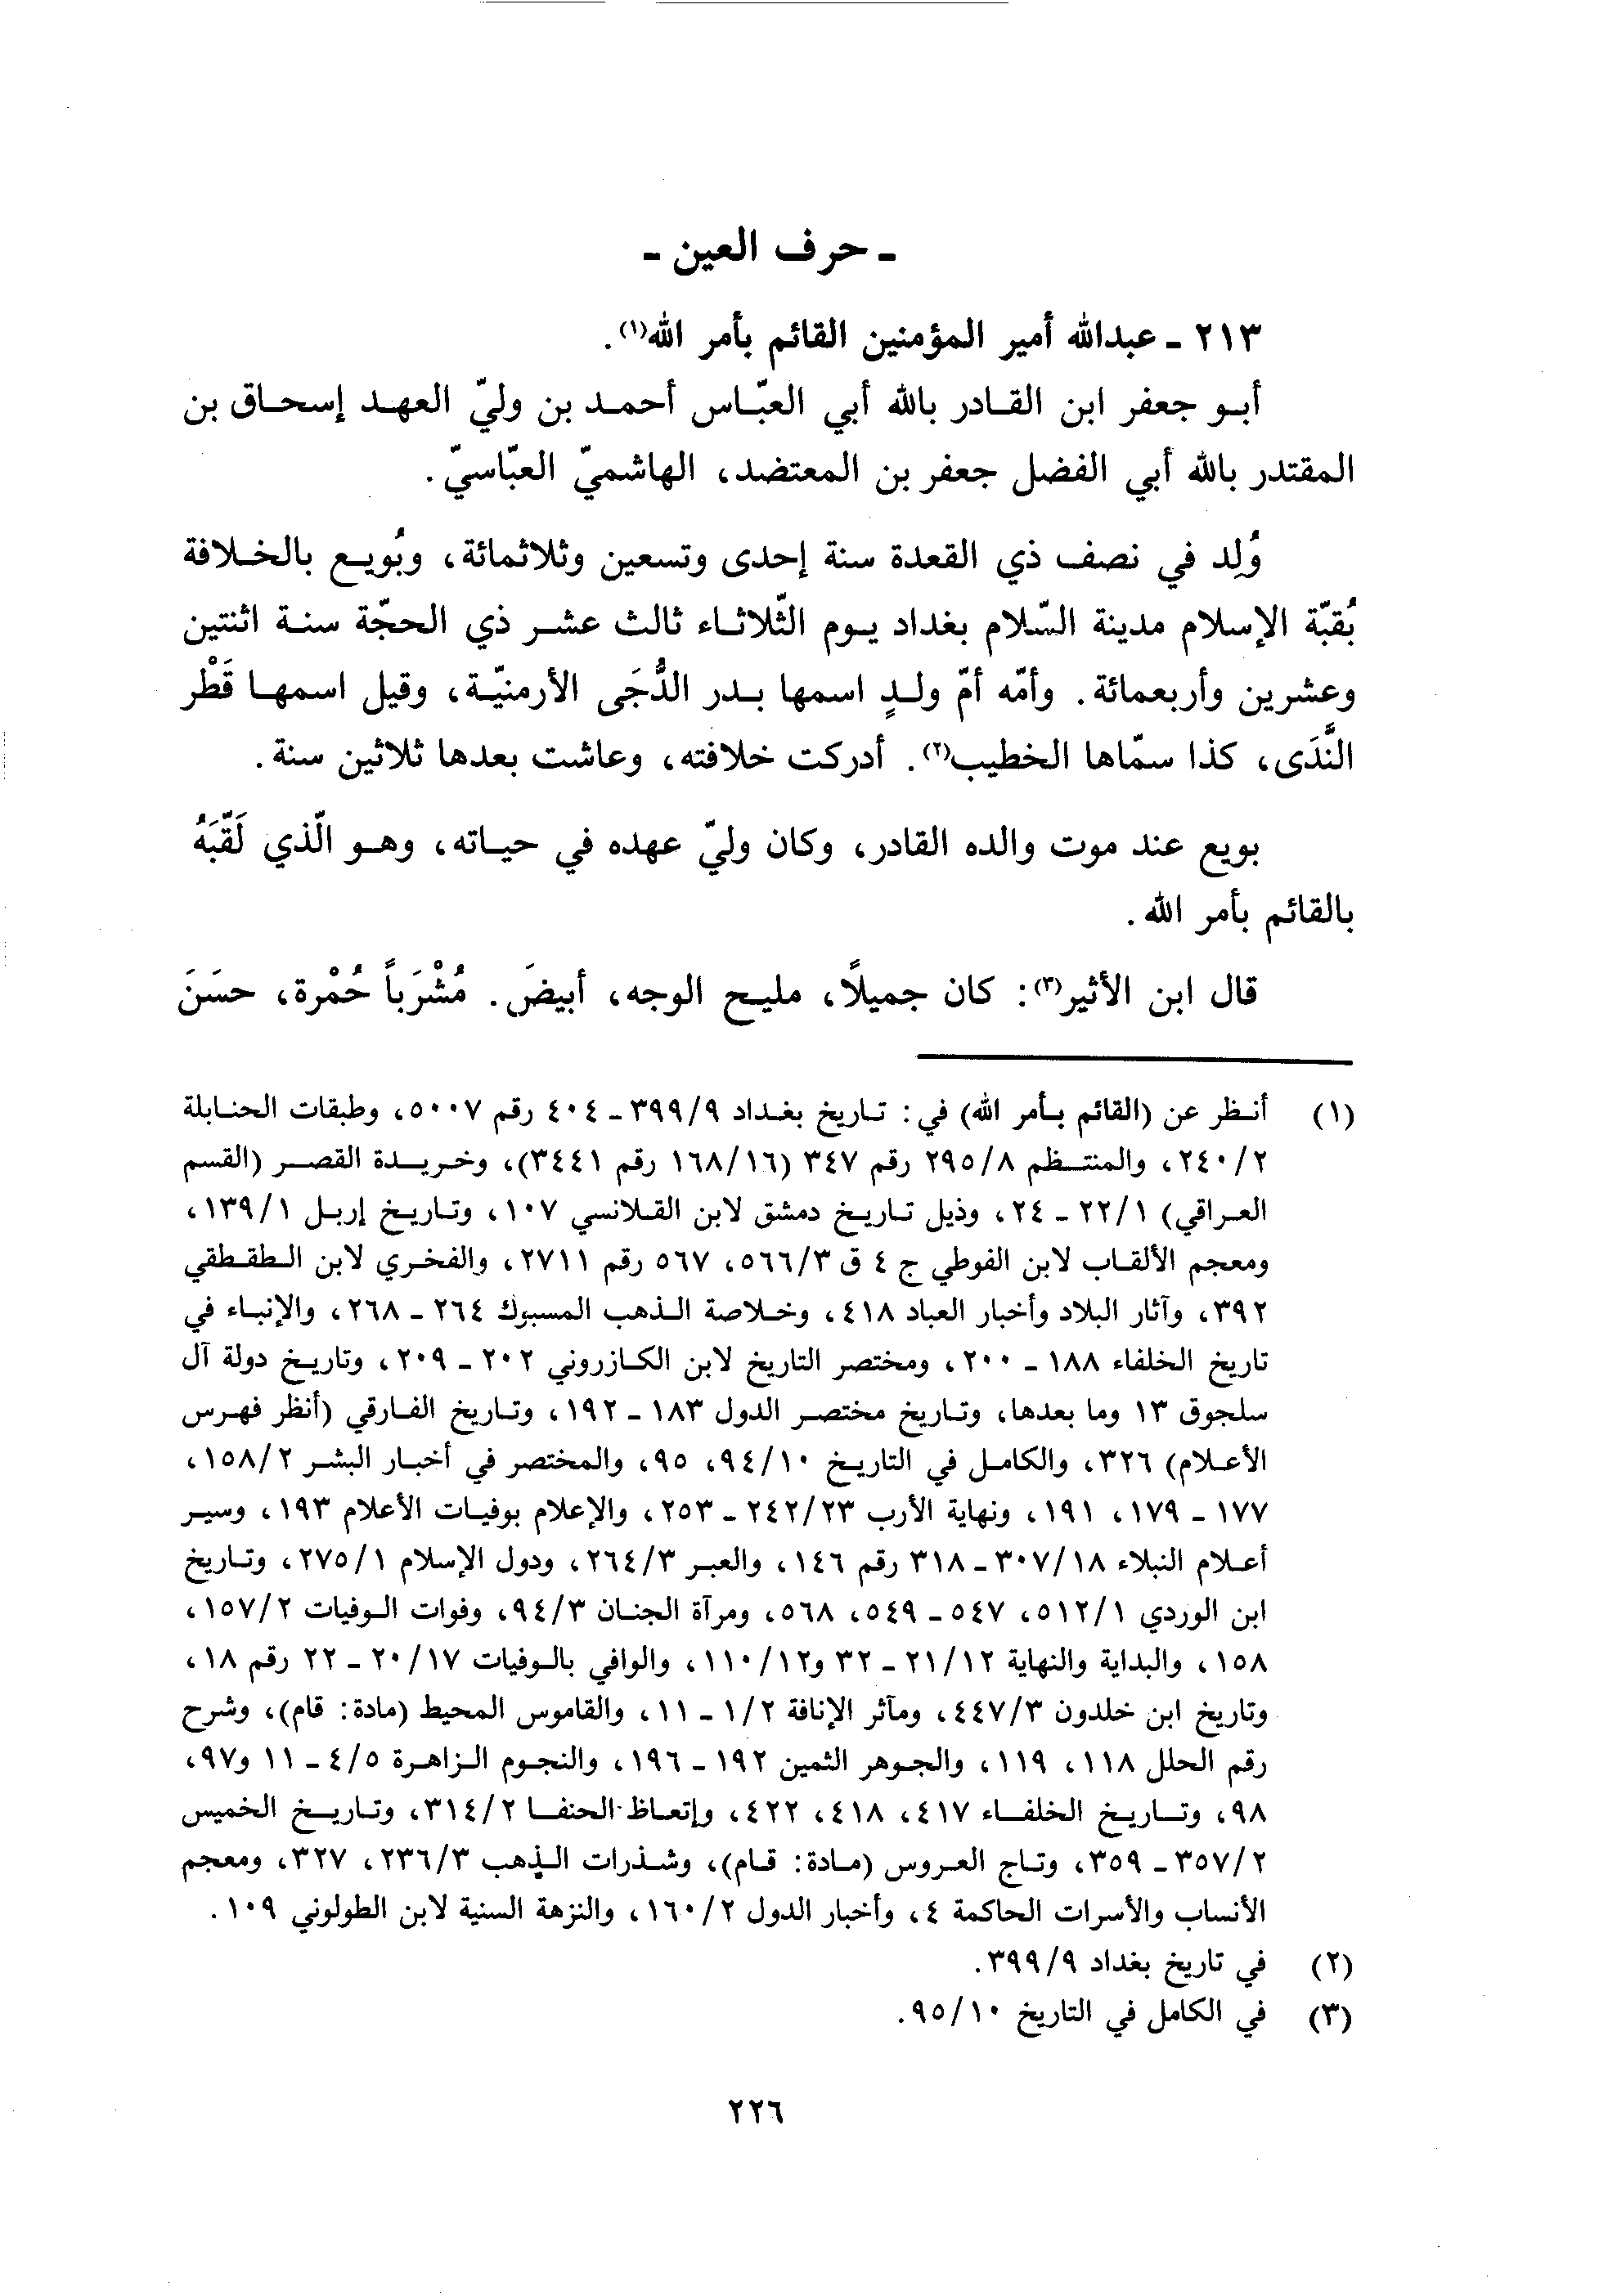 ـ حرف العين ـ
٢١٣ ـ عبدالله أمير المؤمنين القائم بأمر الله(١).
أبو جعفر ابن القادر بالله أبي العبّاس أحمد بن وليّ العهد إسحاق بن
المقتدر بالله أبي الفضل جعفر بن المعتضد، الهاشميّ العبّاسيّ.
وُلِد في نصف ذي القعدة سنة إحدى وتسعين وثلاثمائة، وبُويع بالخلافة
بُقبّة الإسلام مدينة السّلام بغداد يوم الثّلاثاء ثالث عشر ذي الحجّة سنة اثنتين
وعشرين وأربعمائة. وأمّه أمّ ولدٍ اسمها بدر الدُّجَى الأرمنيّة، وقيل اسمها قَطْر
النَّدَى، كذا سمّاها الخطيب(٢). أدركت خلافته، وعاشت بعدها ثلاثين سنة.
بويع عند موت والده القادر، وكان وليّ عهده في حياته، وهو الّذي لَقَّبَهُ
بالقائم بأمر الله.
قال ابن الأثير(٣): كان جميلاً، مليح الوجه، أبيضَ. مُشْرَباً حُمْرة، حسَنَ
(١) أنظر عن (القائم بأمر الله) في: تاريخ بغداد ٣٩٩/٩ ـ ٤٠٤ رقم ٥٠٠٧، وطبقات الحنابلة
٢٤٠/٢، والمنتظم ٢٩٥/٨ رقم ٣٤٧ (١٦٨/١٦ رقم ٣٤٤١)، وخريدة القصر (القسم
العراقي) ٢٢/١ ـ ٢٤، وذيل تاريخ دمشق لابن القلانسي ١٠٧، وتاريخ إربل ١٣٩/١،
ومعجم الألقاب لابن الفوطي ج ٤ ق ٥٦٦/٣، ٥٦٧ رقم ٢٧١١، والفخري لابن الطقطقي
٣٩٢، وآثار البلاد وأخبار العباد ٤١٨، وخلاصة الذهب المسبوك ٢٦٤ ـ ٢٦٨، والإنباء في
تاريخ الخلفاء ١٨٨ ـ ٢٠٠، ومختصر التاريخ لابن الكازروني ٢٠٢ ـ ٢٠٩، وتاريخ دولة آل
سلجوق ١٣ وما بعدها، وتاريخ مختصر الدول ١٨٣ ـ ١٩٢، وتاريخ الفارقي (أنظر فهرس
الأعلام) ٣٢٦، والكامل في التاريخ ٩٤/١٠، ٩٥، والمختصر في أخبار البشر ١٥٨/٢،
١٧٧ ـ ١٧٩، ١٩١، ونهاية الأرب ٢٤٢/٢٣ ـ ٢٥٣، والإعلام بوفيات الأعلام ١٩٣، وسير
أعلام النبلاء ٣٠٧/١٨ ـ ٣١٨ رقم ١٤٦، والعبر ٢٦٤/٣، ودول الإسلام ٢٧٥/١، وتاريخ
ابن الوردي ٥١٢/١، ٥٤٧ ـ ٥٤٩، ٥٦٨، ومرآة الجنان ٩٤/٣، وفوات الوفيات ١٥٧/٢،
١٥٨، والبداية والنهاية ٢١/١٢ ـ ٣٢ و١١٠/١٢، والوافي بالوفيات ٢٠/١٧ ـ ٢٢ رقم ١٨،
وتاريخ ابن خلدون ٤٤٧/٣، ومآثر الإنافة ١/٢ ـ ١١، والقاموس المحيط (مادة: قام)، وشرح
رقم الحلل ١١٨، ١١٩، والجوهر الثمين ١٩٢ ـ ١٩٦، والنجوم الزاهرة ٤/٥ ـ ١١ و٩٧،
٩٨، وتاريخ الخلفاء ٤١٧، ٤١٨، ٤٢٢، وإتعاظ الحنفا ٣١٤/٢، وتاريخ الخميس
٣٥٧/٢ ـ ٣٥٩، وتاج العروس (مادة: قام)، وشذرات الذهب ٢٣٦/٣، ٣٢٧، ومعجم
الأنساب والأسرات الحاكمة ٤، وأخبار الدول ١٦٠/٢، والنزهة السنية لابن الطولوني ١٠٩.
(٢) في تاريخ بغداد ٣٩٩/٩.
(٣) في الكامل في التاريخ ٩٥/١٠.
٢٢٦